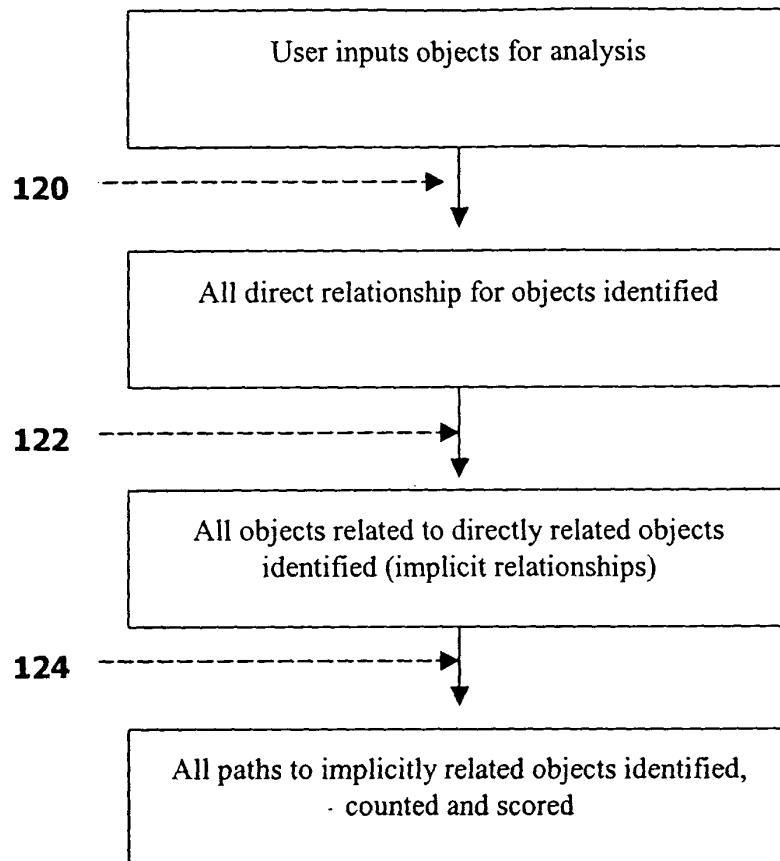 User inputs objects for analysis
120
All direct relationship for objects identified
122
All objects related to directly related objects
identified (implicit relationships)
124
All paths to implicitly related objects identified,
counted and scored